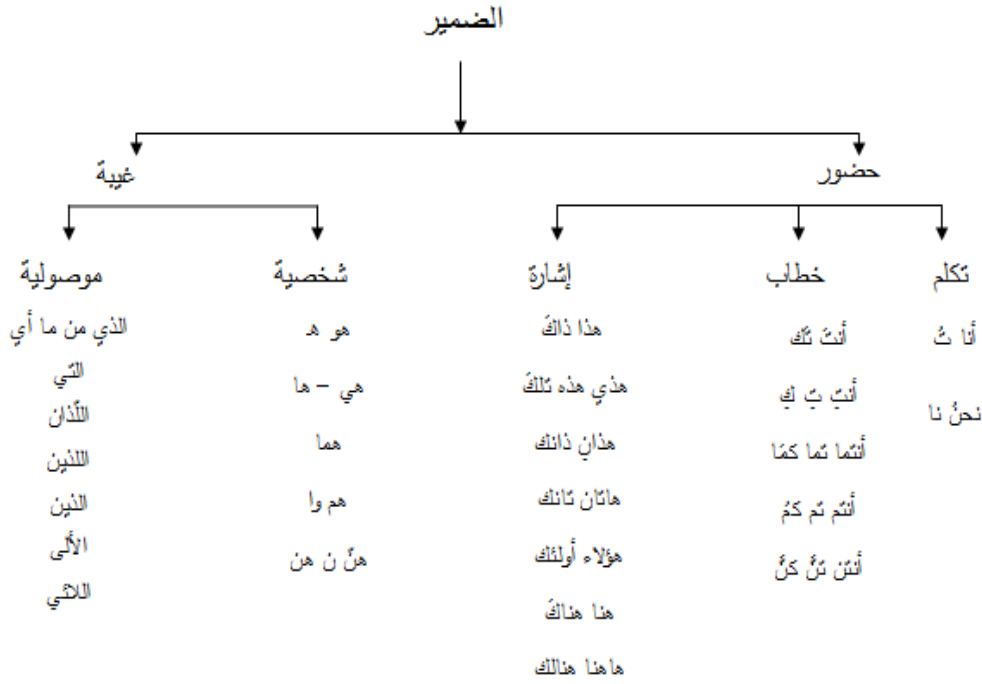 الضمير
حضور
غيبة
تكلم
خطاب
إشارة
شخصية
موصولية
أنا تُ
نحنُ نا
أنتَ تَك
أنتِ تِ كِ
أنتما تما كمَا
أنتم تم كمُ
أنتن تنَُ كنَُ
هذا ذاكَ
هذي هذه تلكَ
هذانِ ذانك
هاتان تانك
هؤلاء أولئك
هنا هناكَ
هاهنا هنالك
هو هـ
هي – ها
هما
هم وا
هنّ ن هن
الذي من ما أي
التي
اللّذان
اللذين
الذين
الألى
اللائي